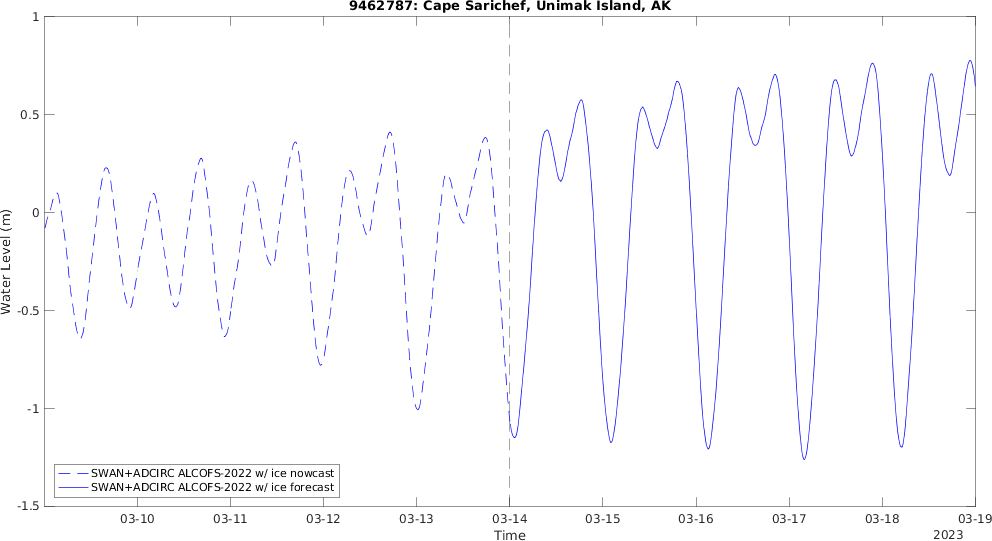 9462787: Cape Sarichef, Unimak Island, AK
1
0.5
0
-0.5
-1
-1.5
Water Level (m)
SWAN+ADCIRC ALCOFS-2022 w/ ice nowcast
SWAN+ADCIRC ALCOFS-2022 w/ ice forecast
03-10 03-11 03-12 03-13 03-14 03-15 03-16 03-17 03-18 03-19
Time
2023